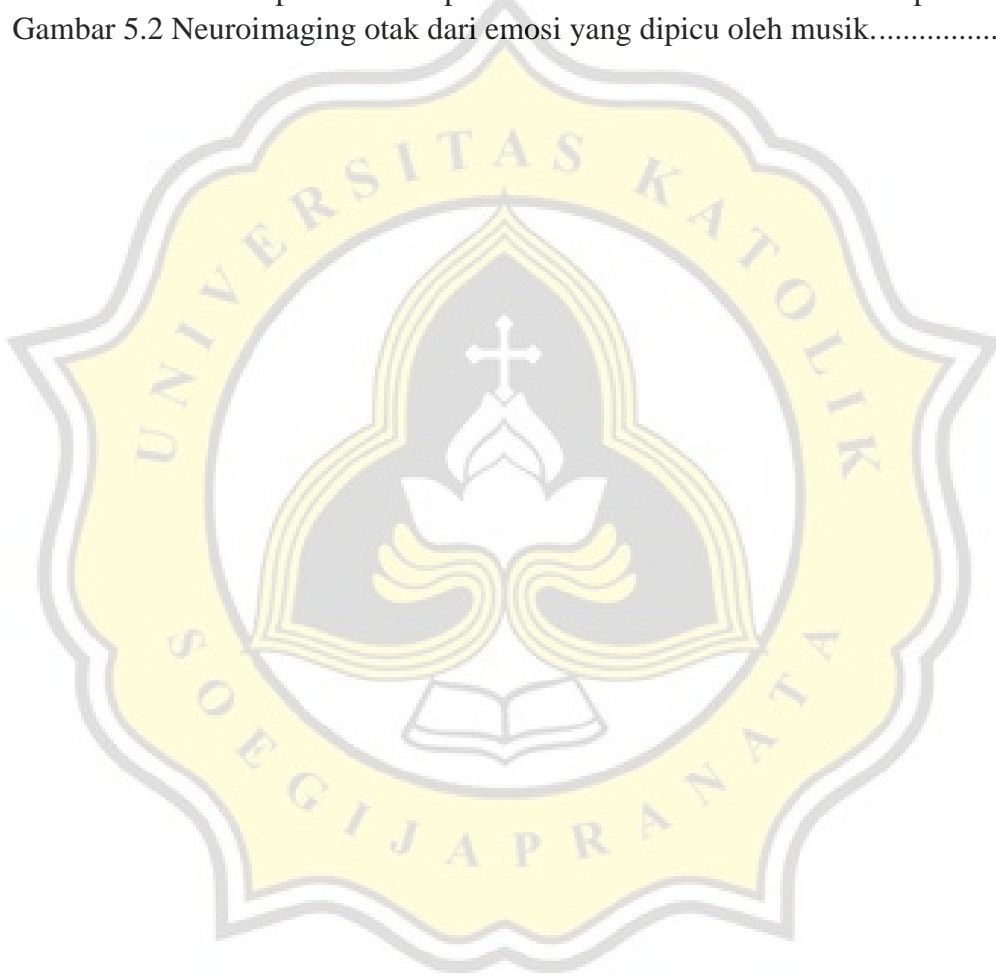 Gambar 5.2 Neuroimaging otak dari emosi yang dipicu oleh musik................
UNIVERSITAS KATOLIK
SOEGIJAPRANATA